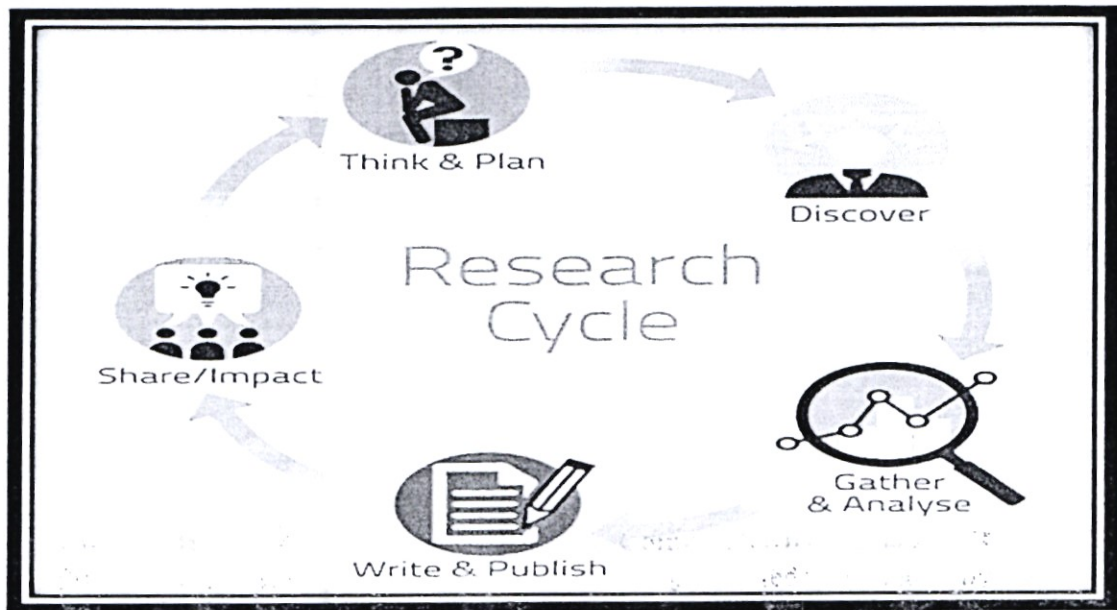 ?
Think & Plan
Discover
Research
Cycle
Share/Impact
Gather
& Analyse
Write & Publish